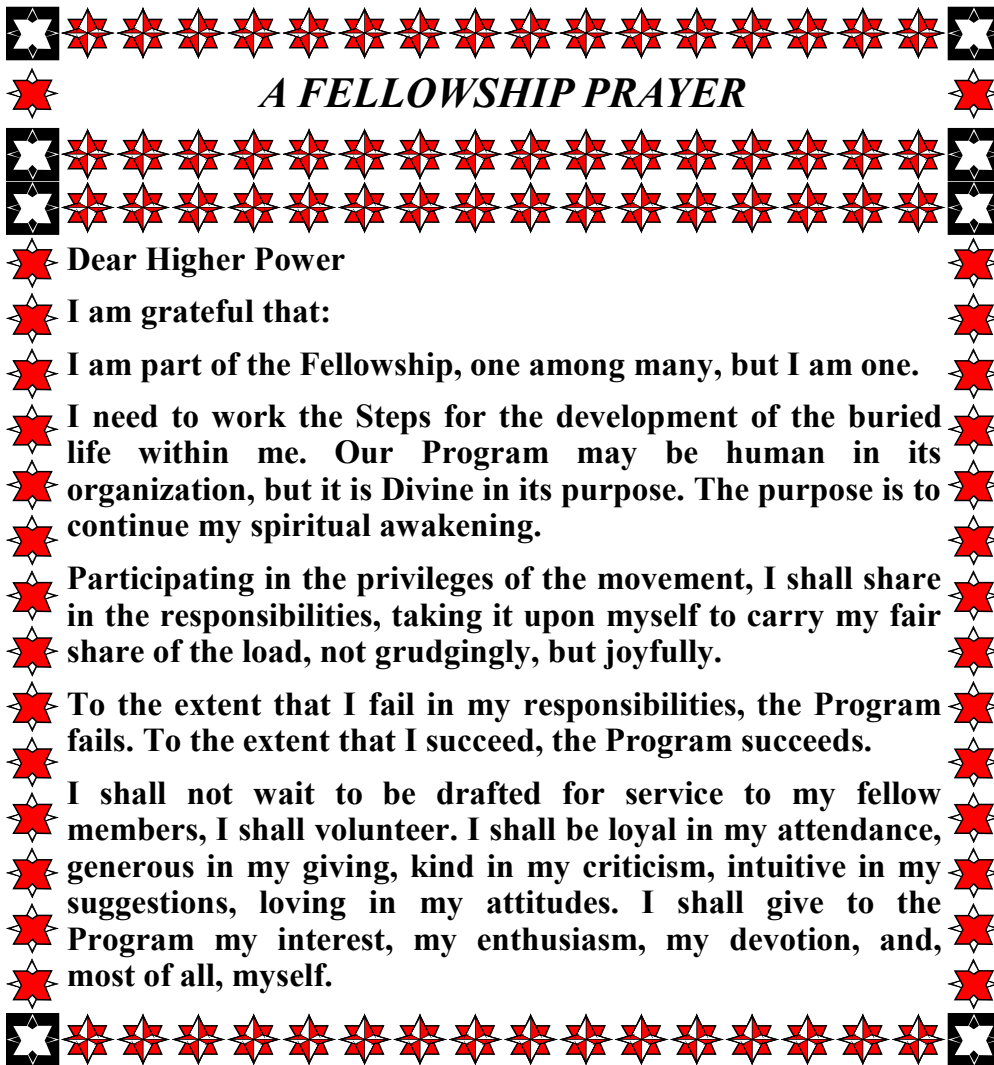 A FELLOWSHIP PRAYER
Dear Higher Power
I am grateful that:
I am part of the Fellowship, one among many, but I am one.
I need to work the Steps for the development of the buried
life within me. Our Program may be human in its
organization, but it is Divine in its purpose. The purpose is to
continue my spiritual awakening.
Participating in the privileges of the movement, I shall share
in the responsibilities, taking it upon myself to carry my fair
share of the load, not grudgingly, but joyfully.
To the extent that I fail in my responsibilities, the Program
fails. To the extent that I succeed, the Program succeeds.
I shall not wait to be drafted for service to my fellow
members, I shall volunteer. I shall be loyal in my attendance,
generous in my giving, kind in my criticism, intuitive in my
suggestions, loving in my attitudes. I shall give to the
Program my interest, my enthusiasm, my devotion, and,
most of all, myself.